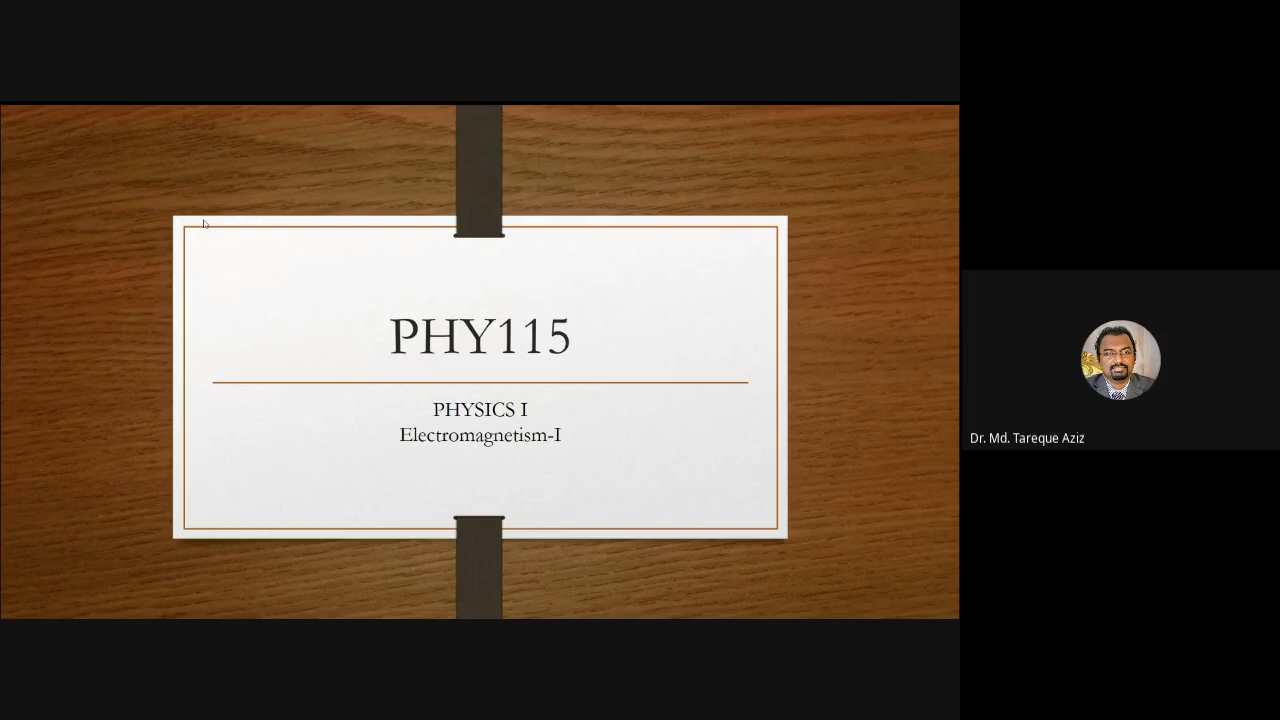 PHY115
PHYSICS I
Electromagnetism-I
Dr. Md. Tareque Aziz